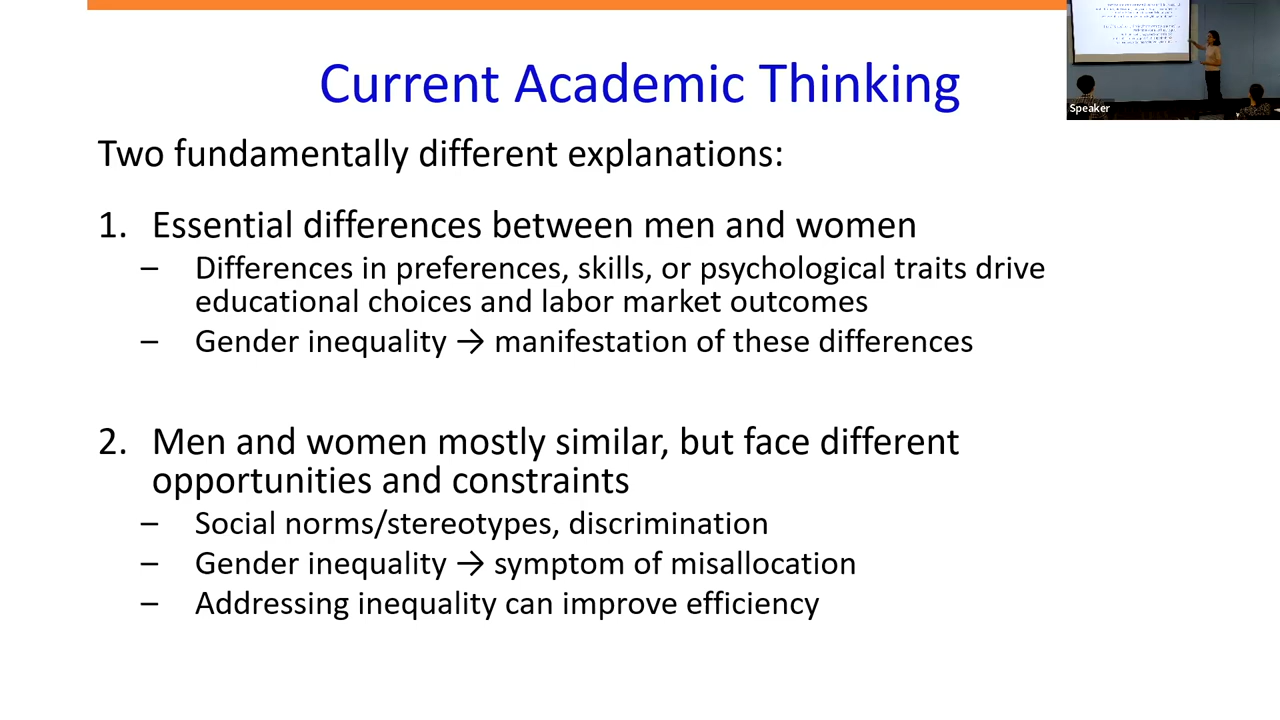 Current Academic Thinking
Speaker
Two fundamentally different explanations:
1. Essential differences between men and women
– Differences in preferences, skills, or psychological traits drive
educational choices and labor market outcomes
– Gender inequality → manifestation of these differences
2. Men and women mostly similar, but face different
opportunities and constraints
– Social norms/stereotypes, discrimination
– Gender inequality → symptom of misallocation
– Addressing inequality can improve efficiency